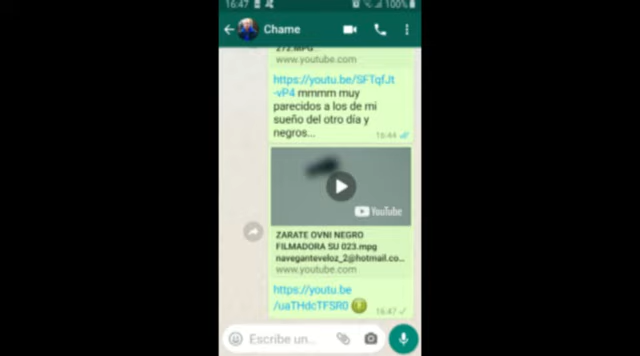 16:47
100%
Chame
272.MPG
www.youtube.com
https://youtu.be/SFTqfJt
-vP4 mmmm muy
parecidos a los de mi
sueño del otro día y
negros...
16:44
YouTube
ZARATE OVNI NEGRO
FILMADORA SU 023.mpg
naveganteveloz_2@hotmail.co...
www.youtube.com
https://youtu.be
/uaTHdcTFSR0
16:47
Escribe un...